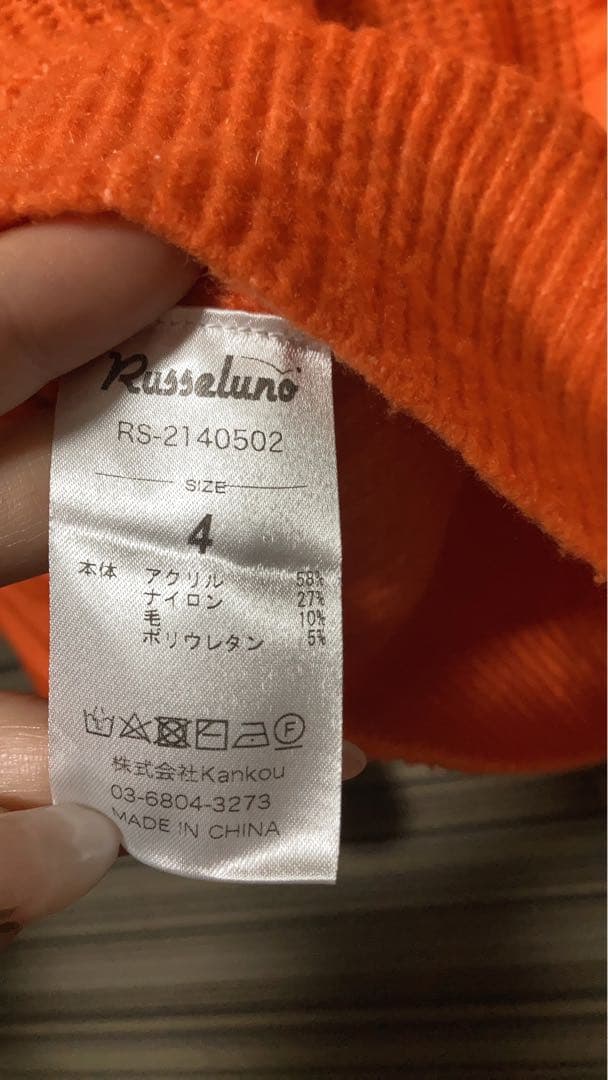 Russeluno
RS-2140502
SIZE
4
本体 アクリル 58%
ナイロン 27%
毛 10%
ポリウレタン 5%
F
株式会社Kankou
03-6804-3273
MADE IN CHINA